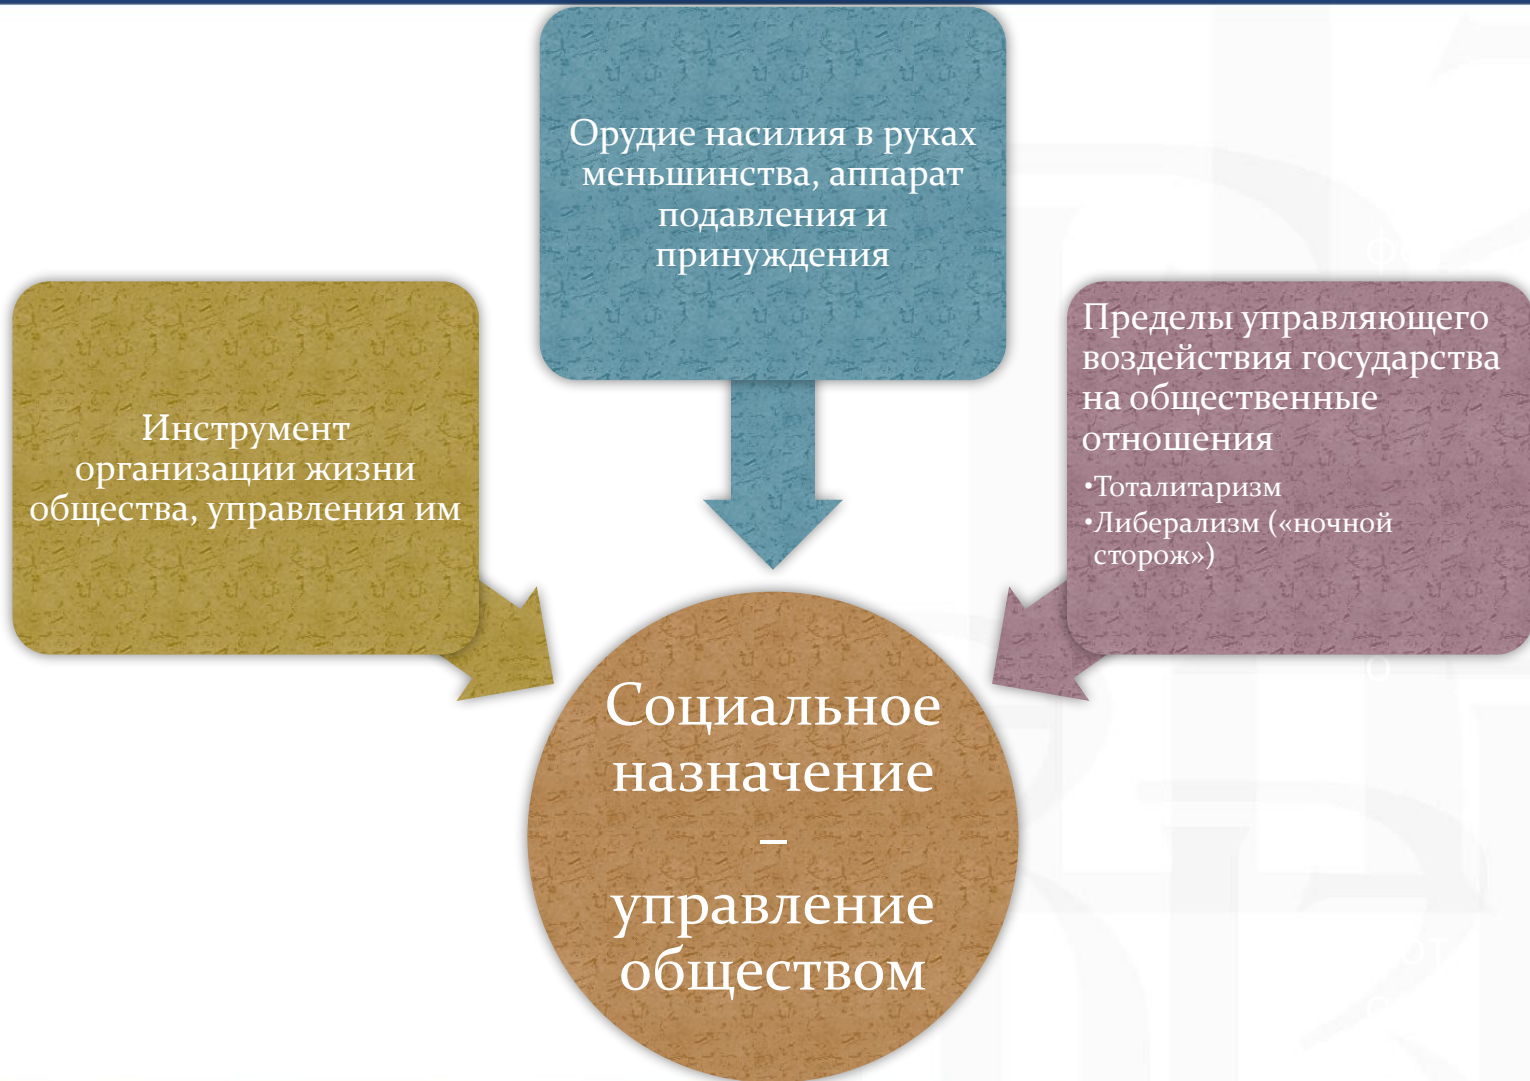 Орудие насилия в руках
меньшинства, аппарат
подавления и
принуждения
Инструмент
организации жизни
общества, управления им
Пределы управляющего
воздействия государства
на общественные
отношения
•Тоталитаризм
•Либерализм («ночной
сторож»)
Социальное
назначение
–
управление
обществом